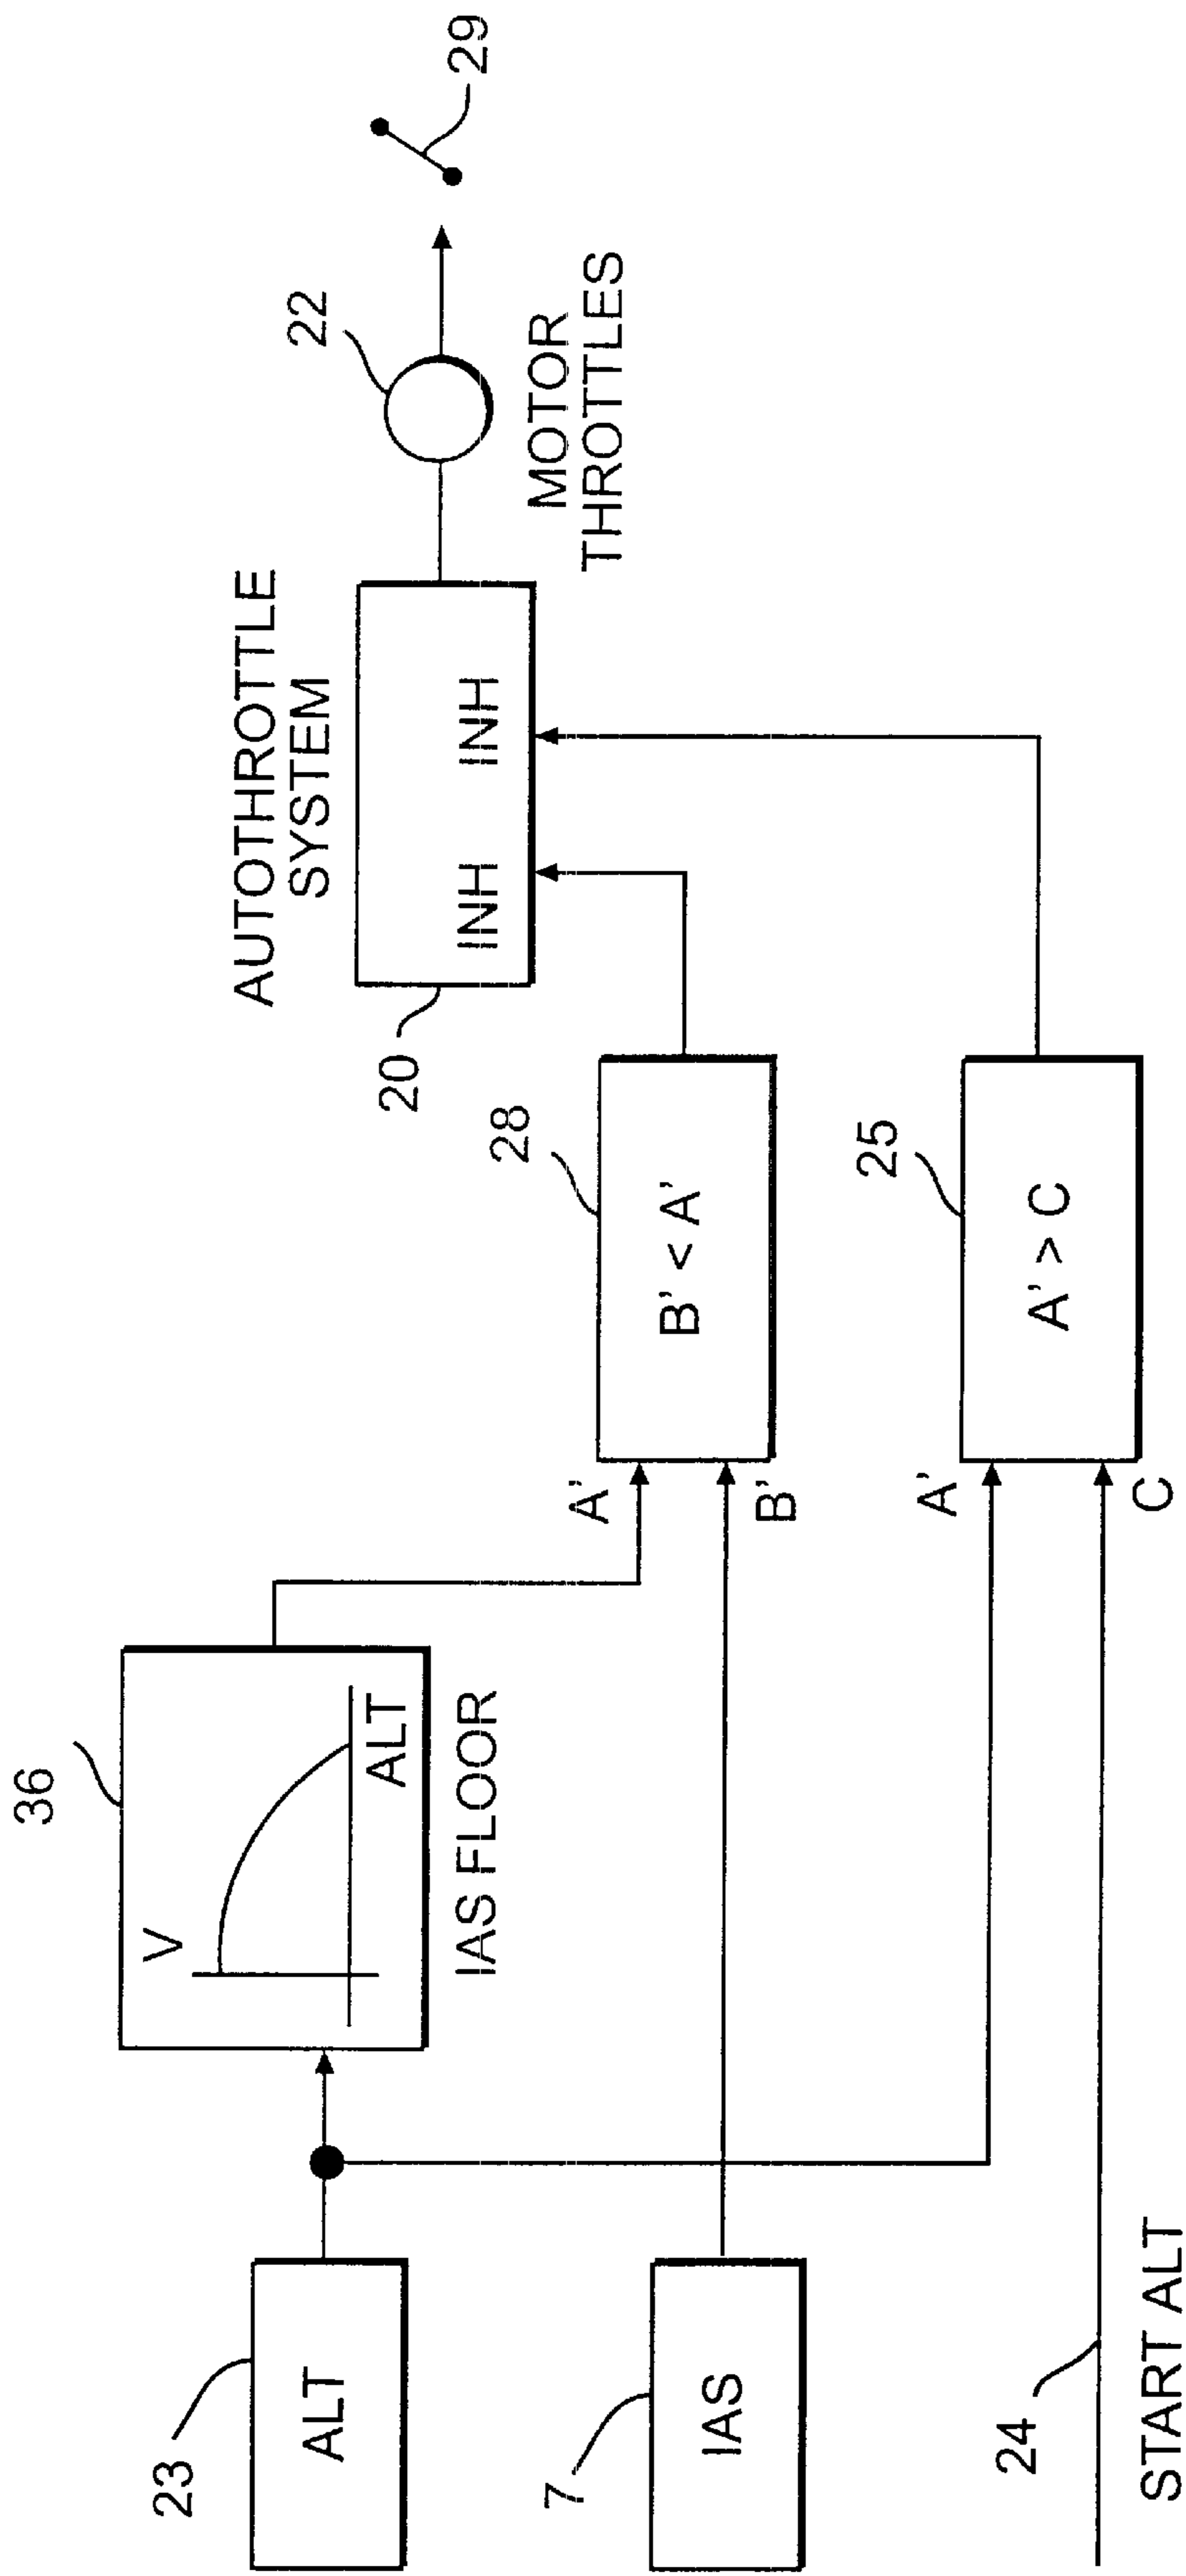 23
ALT
36
V
ALT
IAS FLOOR
7
IAS
24
START ALT
A'
B'
28
B' < A'
A'
C
25
A' > C
AUTOTHROTTLE
SYSTEM
20
INH
INH
22
MOTOR
THROTTLES
29